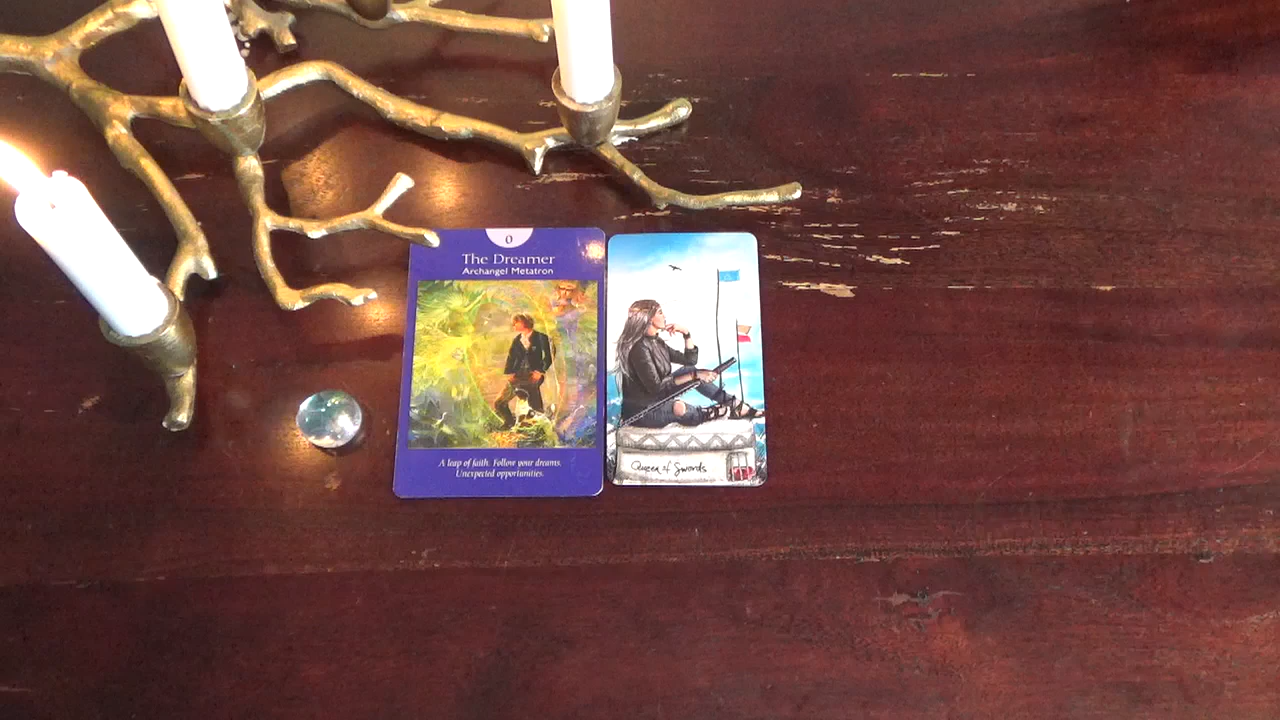 0
The Dreamer
Archangel Metatron
A leap of faith. Follow your dreams.
Unexpected opportunities.
Queen of Swords